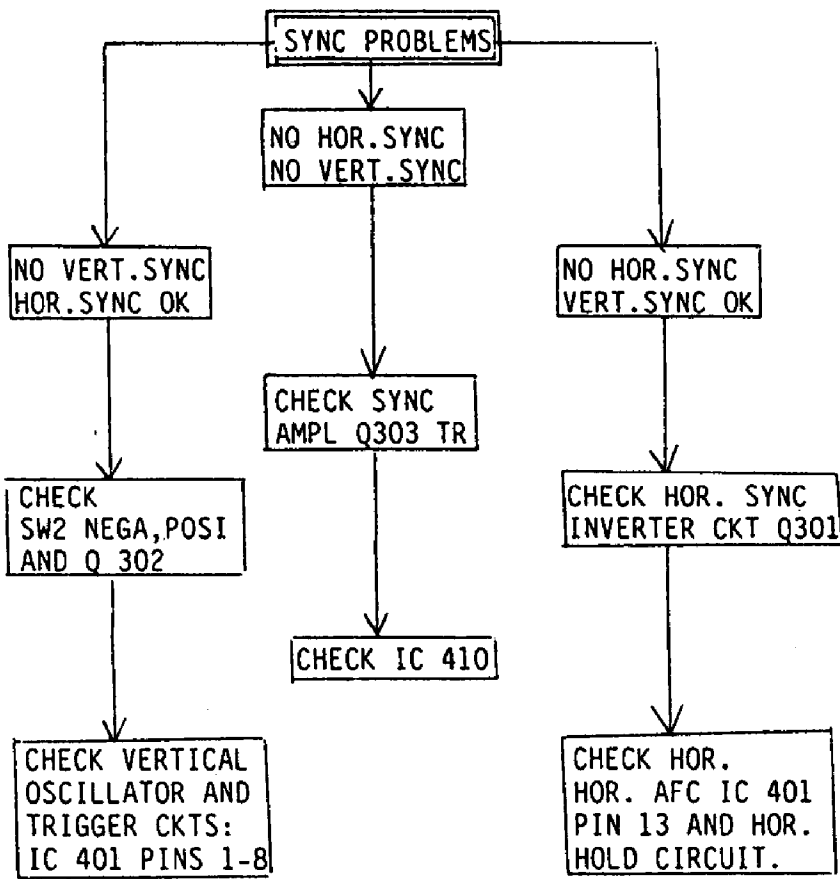 SYNC PROBLEMS
NO HOR.SYNC
NO VERT.SYNC
NO VERT.SYNC
HOR.SYNC OK
NO HOR.SYNC
VERT.SYNC OK
CHECK SYNC
AMPL Q303 TR
CHECK
SW2 NEGA,POSI
AND Q 302
CHECK HOR. SYNC
INVERTER CKT Q301
CHECK IC 410
CHECK VERTICAL
OSCILLATOR AND
TRIGGER CKTS:
IC 401 PINS 1-8
CHECK HOR.
HOR. AFC IC 401
PIN 13 AND HOR.
HOLD CIRCUIT.